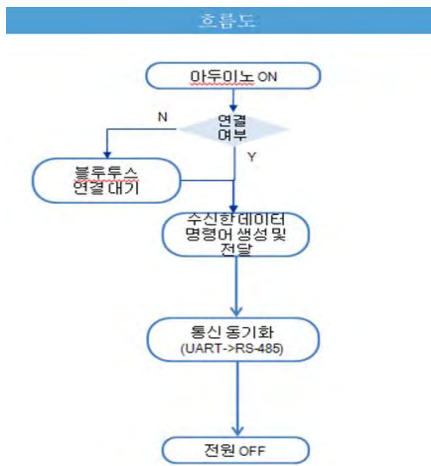 흐름도
아두이노 ON
연결
여부
N
Y
블루투스
연결 대기
수신한 데이터
명령어 생성 및
전달
통신 동기화
(UART->RS-485)
전원 OFF